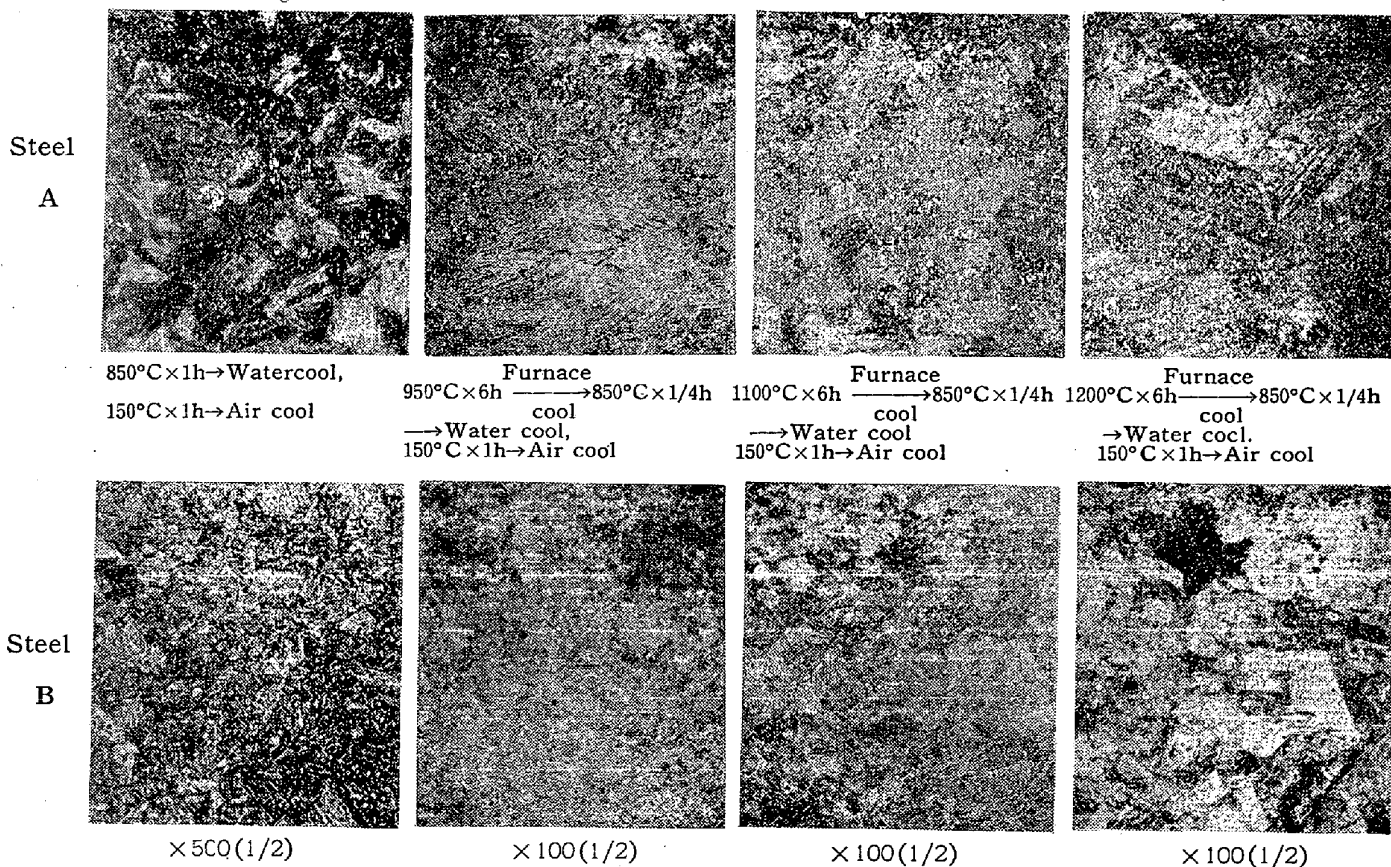 Steel
A
850°C×1h→Watercool,
150°C×1h→Air cool
Furnace
950°C×6h ⟶850°C×1/4h
cool
⟶Water cool,
150°C×1h→Air cool
Furnace
1100°C×6h ⟶850°C×1/4h
cool
⟶Water cool
150°C×1h→Air cool
Furnace
1200°C×6h⟶850°C×1/4h
cool
→Water cocl.
150°C×1h→Air cool
Steel
B
×500(1/2)
×100(1/2)
×100(1/2)
×100(1/2)